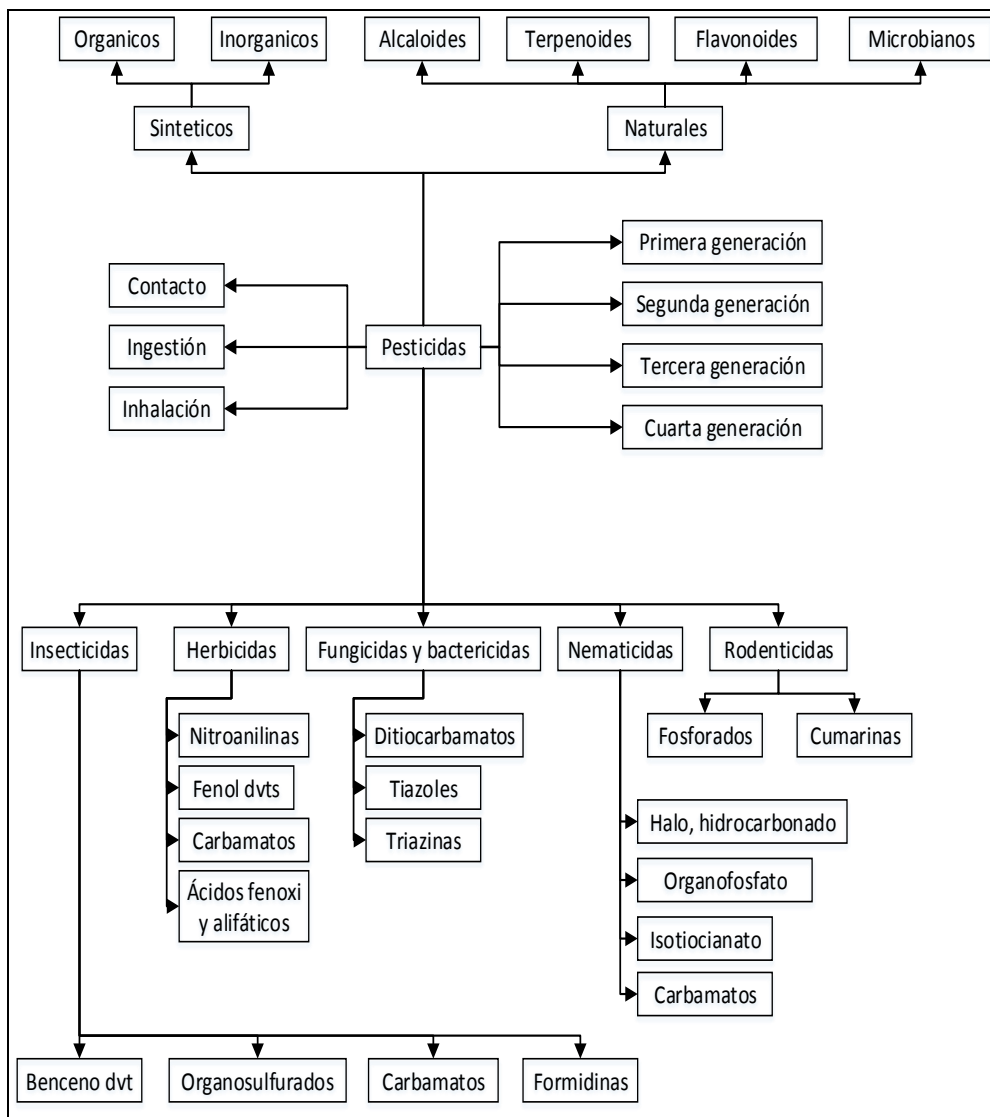 Organicos
Inorganicos
Alcaloides
Terpenoides
Flavonoides
Microbianos
Sinteticos
Naturales
Primera generación
Contacto
Segunda generación
Ingestión
Pesticidas
Tercera generación
Inhalación
Cuarta generación
Insecticidas
Herbicidas
Fungicidas y bactericidas
Nematicidas
Rodenticidas
Nitroanilinas
Ditiocarbamatos
Fosforados
Cumarinas
Fenol dvts
Tiazoles
Halo, hidrocarbonado
Carbamatos
Triazinas
Organofosfato
Ácidos fenoxi
y alifáticos
Isotiocianato
Carbamatos
Benceno dvt
Organosulfurados
Carbamatos
Formidinas